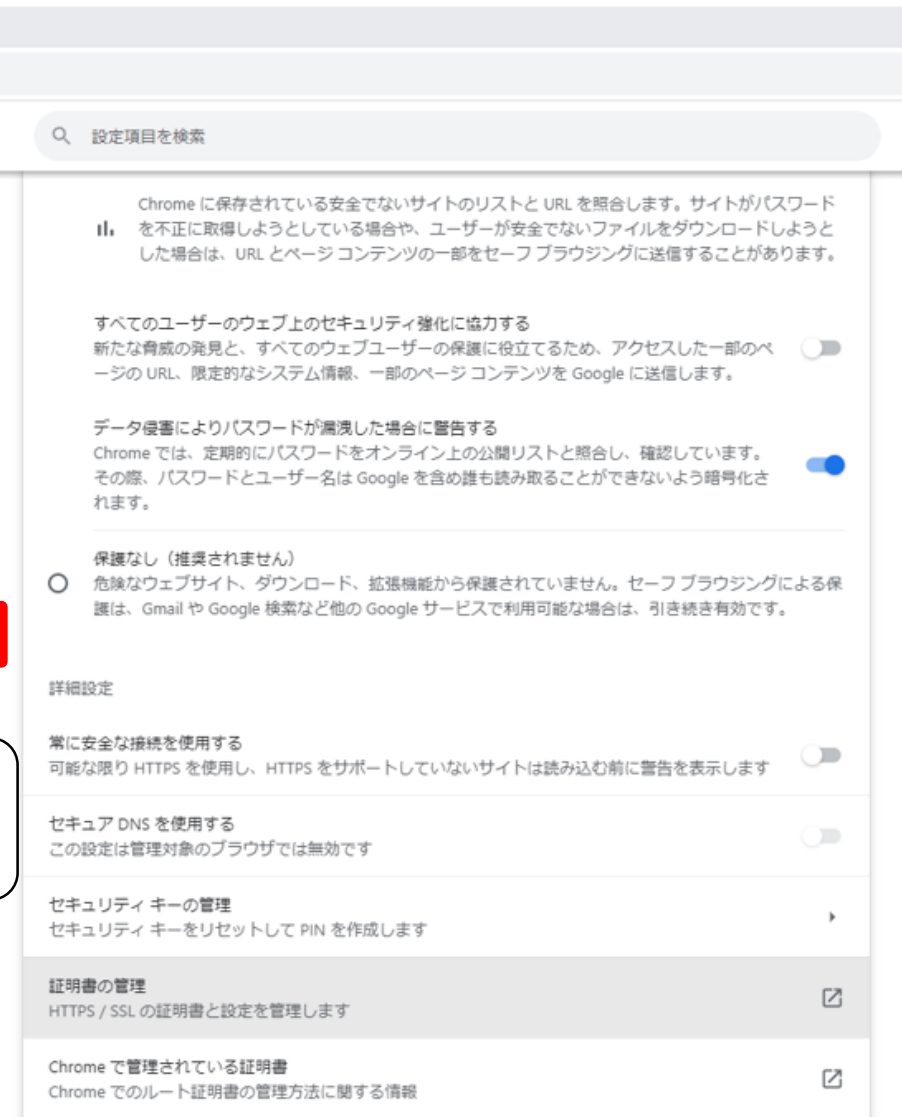 設定項目を検索
Chrome に保存されている安全でないサイトのリストと URL を照合します。サイトがパスワード
を不正に取得しようとしている場合や、ユーザーが安全でないファイルをダウンロードしようと
した場合は、URL とページ コンテンツの一部をセーフ ブラウジングに送信することがあります。
すべてのユーザーのウェブ上のセキュリティ強化に協力する
新たな脅威の発見と、すべてのウェブユーザーの保護に役立てるため、アクセスした一部のペ
ージの URL、限定的なシステム情報、一部のページ コンテンツを Google に送信します。
データ侵害によりパスワードが漏洩した場合に警告する
Chrome では、定期的にパスワードをオンライン上の公開リストと照合し、確認しています。
その際、パスワードとユーザー名は Google を含め誰も読み取ることができないよう暗号化さ
れます。
保護なし（推奨されません）
危険なウェブサイト、ダウンロード、拡張機能から保護されていません。セーフ ブラウジングによる保
護は、Gmail や Google 検索など他の Google サービスで利用可能な場合は、引き続き有効です。
詳細設定
常に安全な接続を使用する
可能な限り HTTPS を使用し、HTTPS をサポートしていないサイトは読み込む前に警告を表示します
セキュア DNS を使用する
この設定は管理対象のブラウザでは無効です
セキュリティ キーの管理
セキュリティ キーをリセットして PIN を作成します
証明書の管理
HTTPS / SSL の証明書と設定を管理します
Chrome で管理されている証明書
Chrome でのルート証明書の管理方法に関する情報